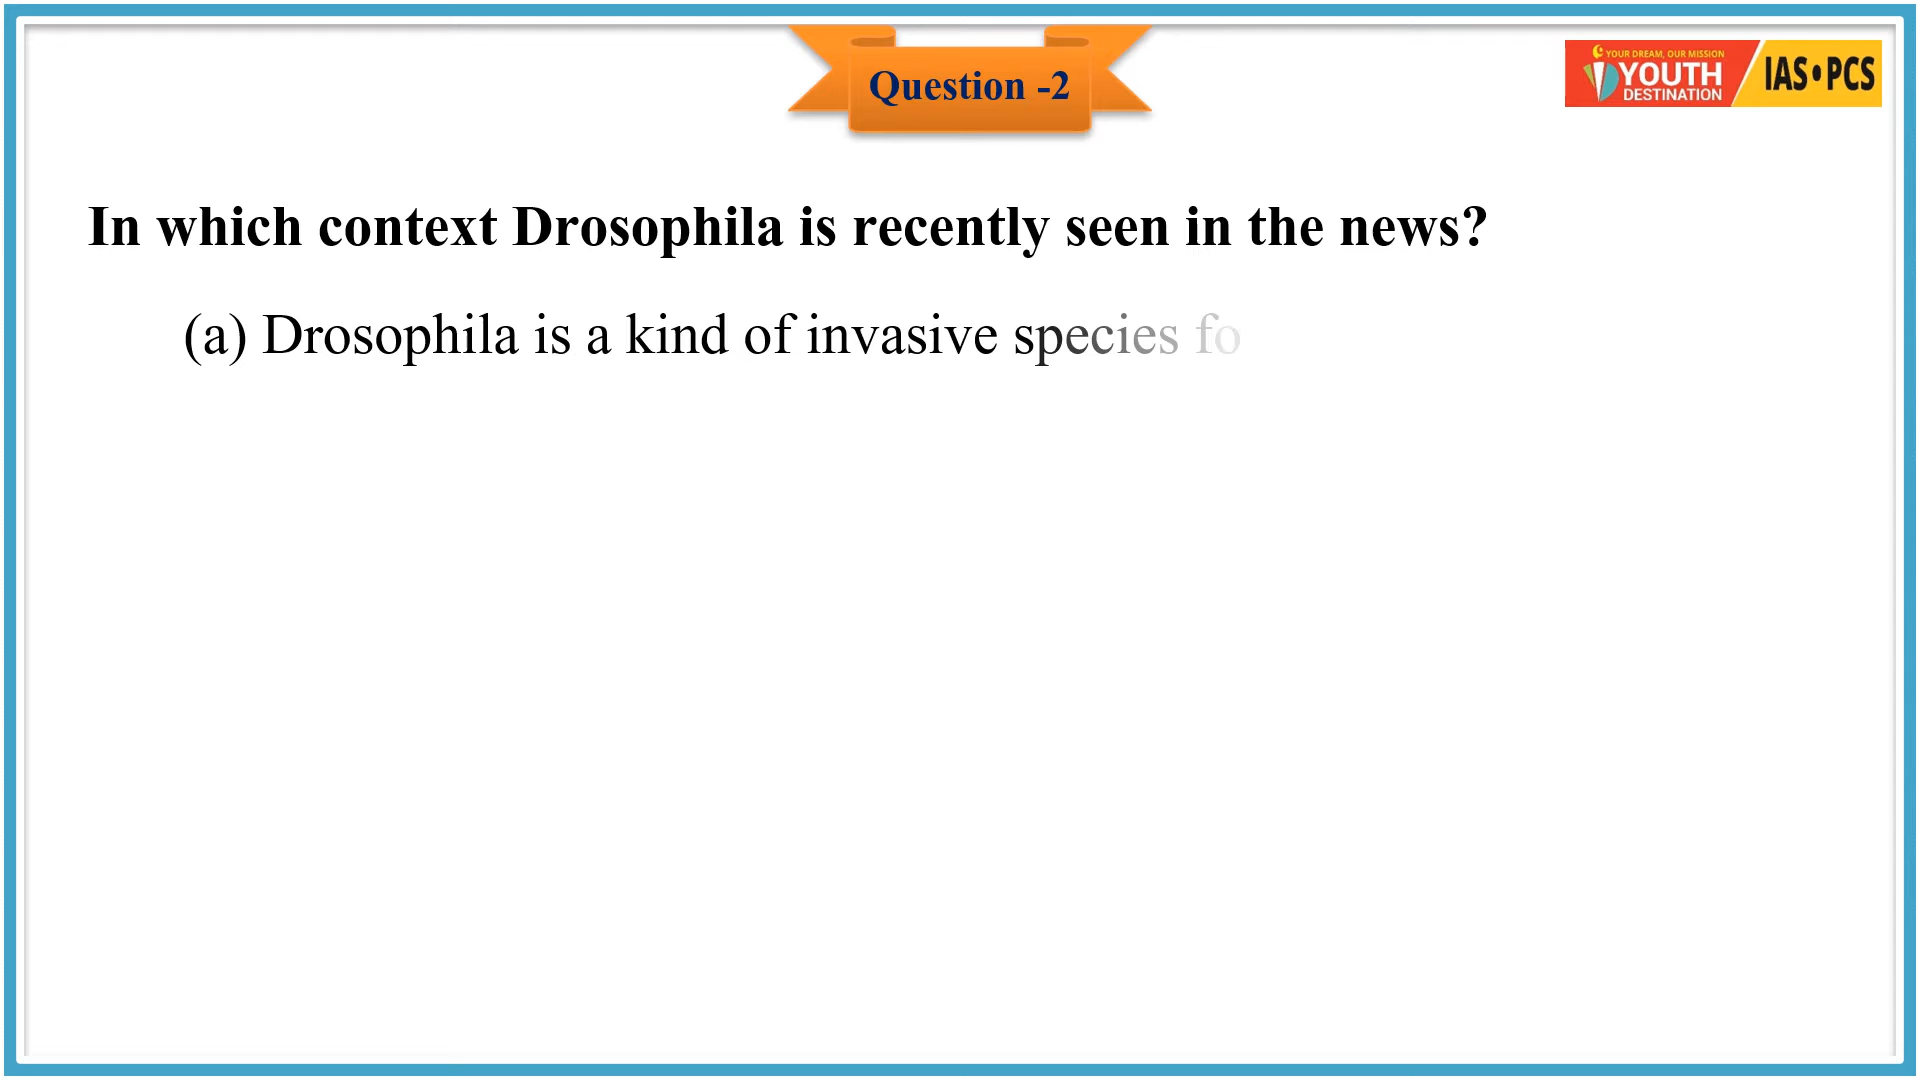 Question -2
YOUR DREAM, OUR MISSION
YOUTH
DESTINATION
IAS•PCS
In which context Drosophila is recently seen in the news?
(a) Drosophila is a kind of invasive species fo